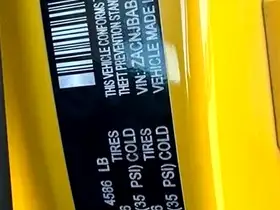 THIS VEHICLE CONFORMS
THEFT PREVENTION STAN
VIN: ZACNJBAB
VEHICLE MADE
4586 LB
TIRES
PSI) COLD
TIRES
(35 PSI) COLD